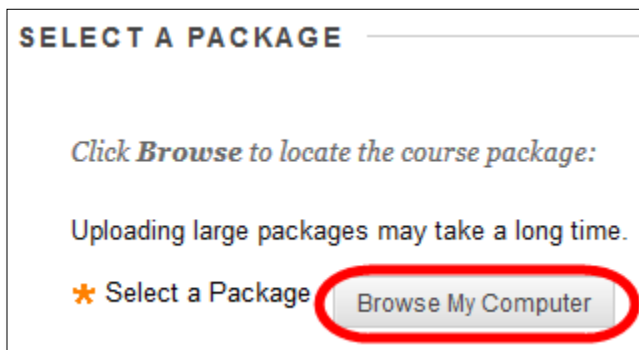 SELECT A PACKAGE
Click Browse to locate the course package:
Uploading large packages may take a long time.
* Select a Package Browse My Computer